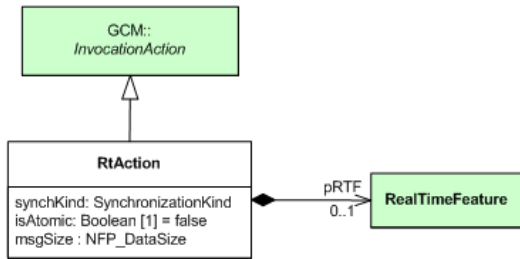 GCM::
InvocationAction
RtAction
synchKind: SynchronizationKind
isAtomic: Boolean [1] = false
msgSize : NFP_DataSize
pRTF
0..1
RealTimeFeature